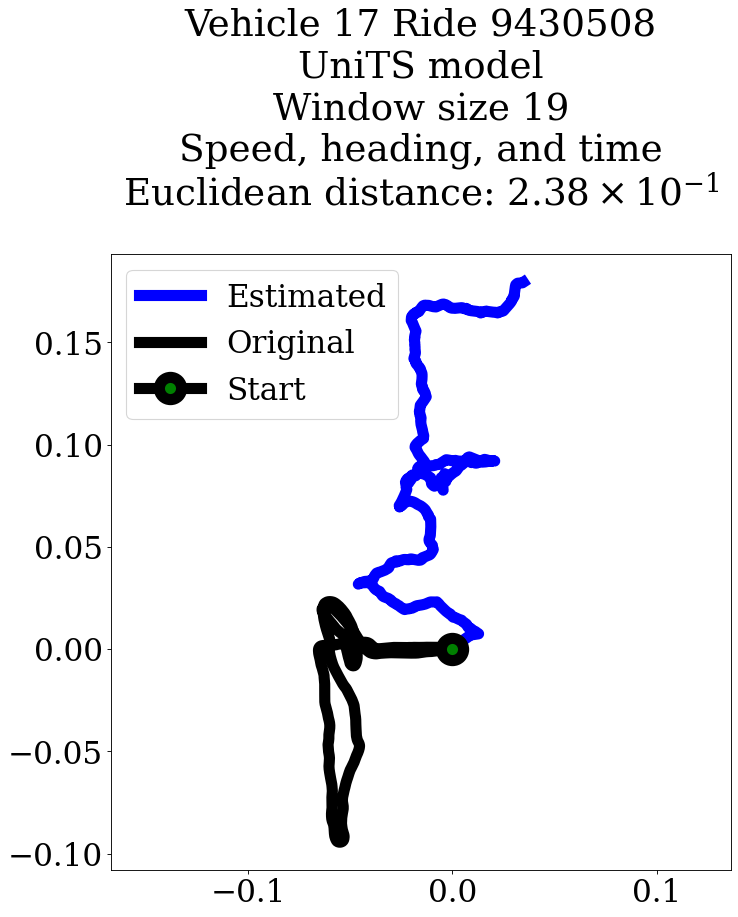 Vehicle 17 Ride 9430508
UniTS model
Window size 19
Speed, heading, and time
Euclidean distance: $2.38 \times 10^{-1}$
Estimated
Original
Start
0.15
0.10
0.05
0.00
−0.05
−0.10
−0.1 0.0 0.1